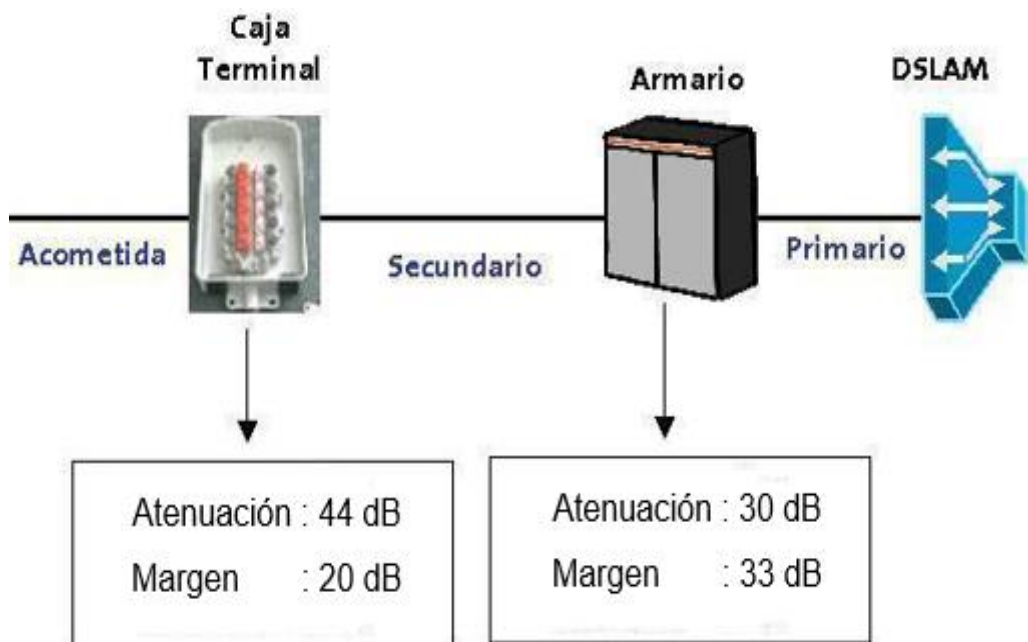 Caja
Terminal
Armario
DSLAM
Acometida
Secundario
Primario
Atenuación : 44 dB
Margen : 20 dB
Atenuación : 30 dB
Margen : 33 dB